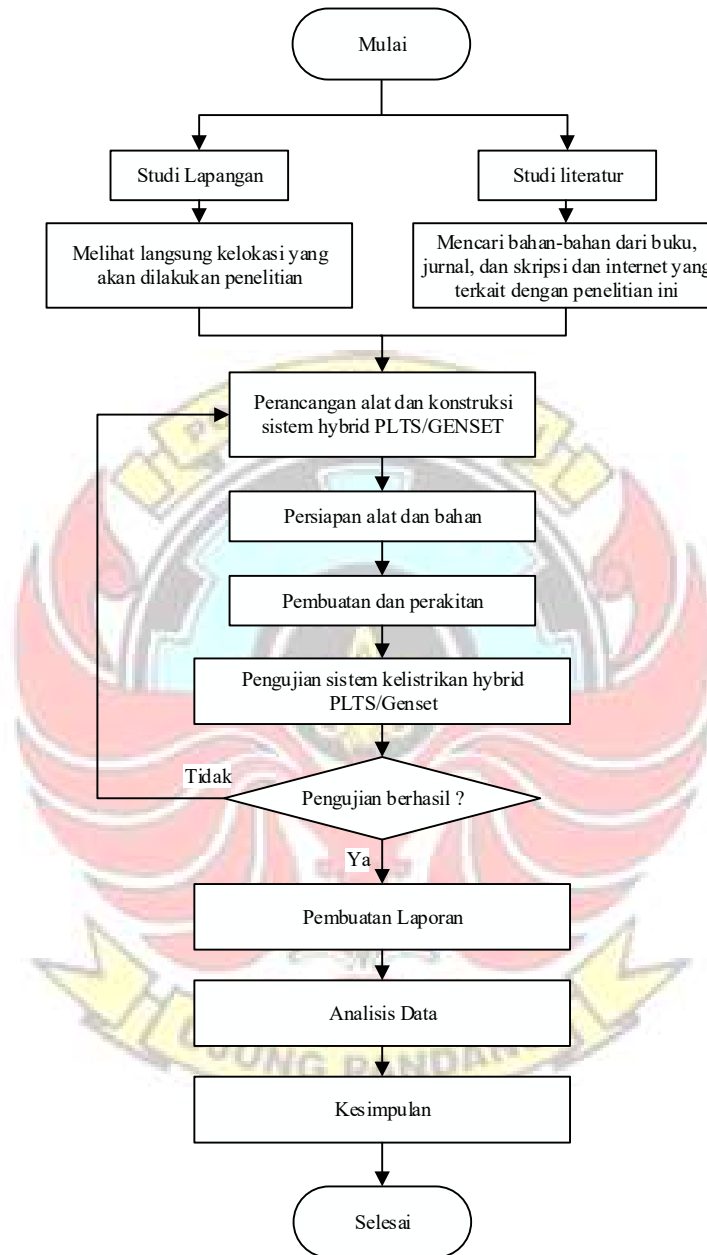 Mulai
Studi Lapangan
Studi literatur
Melihat langsung kelokasi yang
akan dilakukan penelitian
Mencari bahan-bahan dari buku,
jurnal, dan skripsi dan internet yang
terkait dengan penelitian ini
Perancangan alat dan konstruksi
sistem hybrid PLTS/GENSET
Persiapan alat dan bahan
Pembuatan dan perakitan
Pengujian sistem kelistrikan hybrid
PLTS/Genset
Tidak
Pengujian berhasil ?
Ya
Pembuatan Laporan
Analisis Data
UJUNG PANDANG
Kesimpulan
Selesai